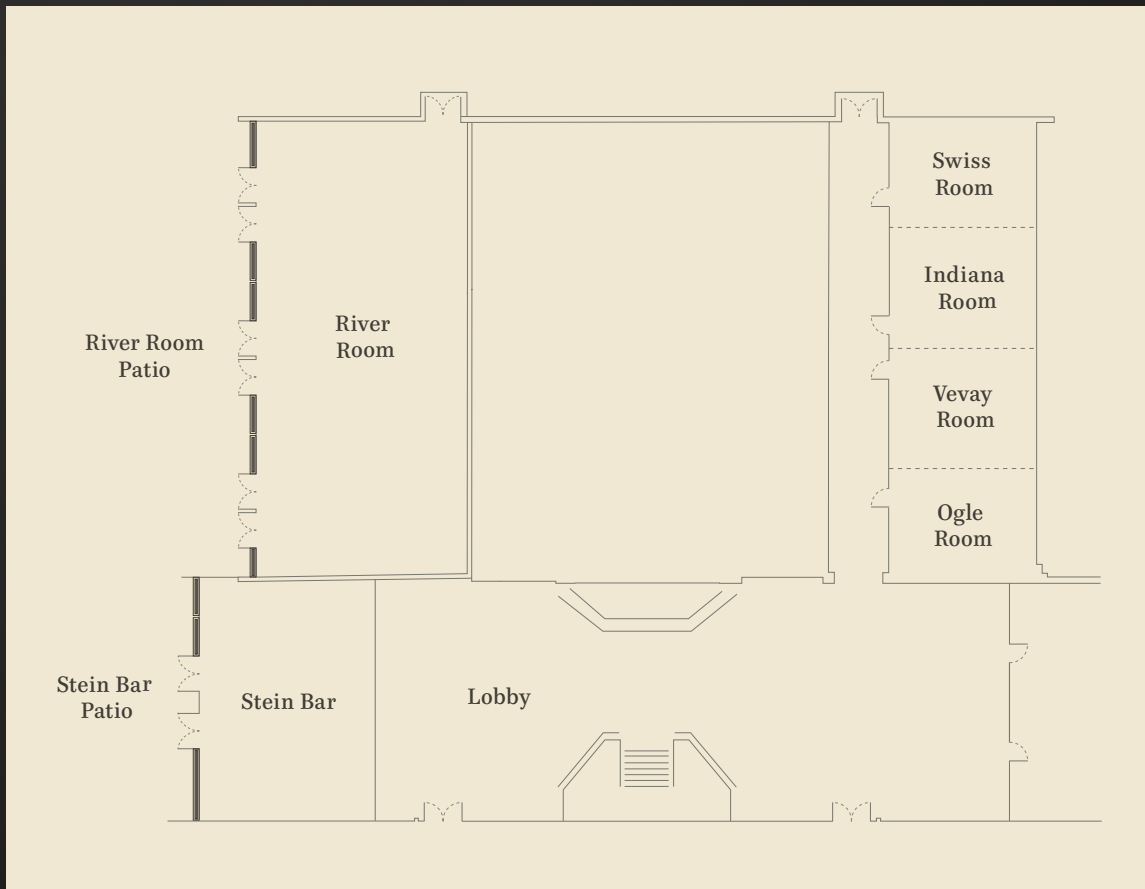 Swiss
Room
Indiana
Room
River
Room
River Room
Patio
Vevay
Room
Ogle
Room
Stein Bar
Patio
Stein Bar
Lobby